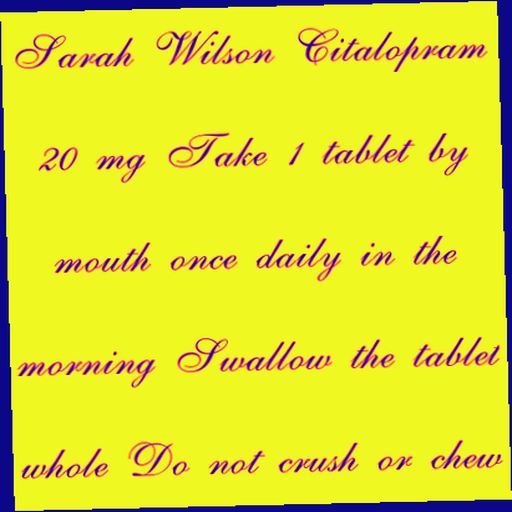 Sarah Wilson Citalopram
20 mg Take 1 tablet by
mouth once daily in the
morning Swallow the tablet
whole Do not crush or chew